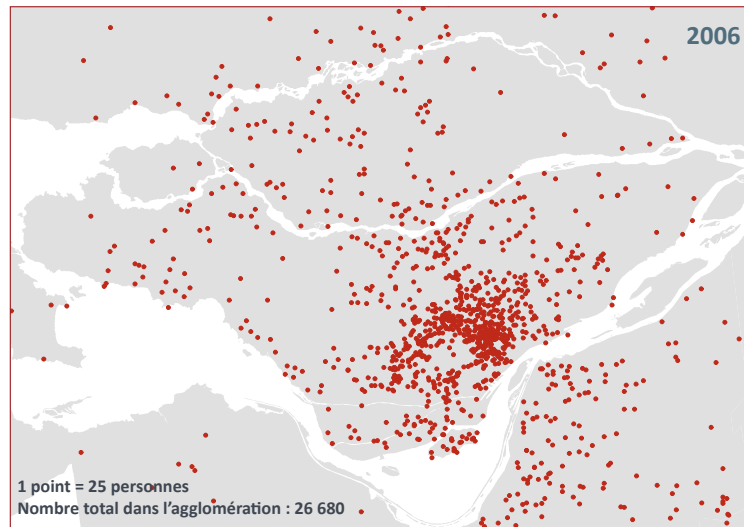 2006
1 point = 25 personnes
Nombre total dans l'agglomération : 26 680